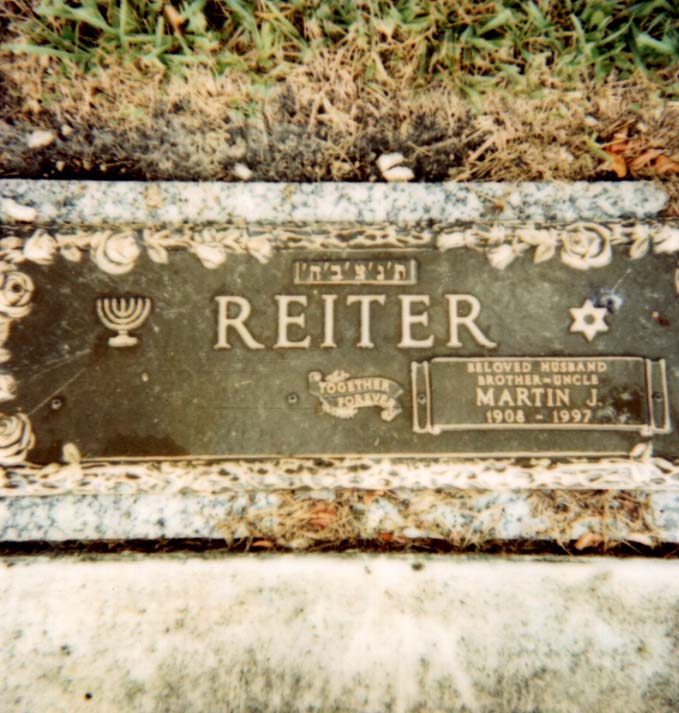 ת'נ'צ'ב'ה'
REITER
TOGETHER
FOREVER
BELOVED HUSBAND
BROTHER-UNCLE
MARTIN J.
1908 - 1997